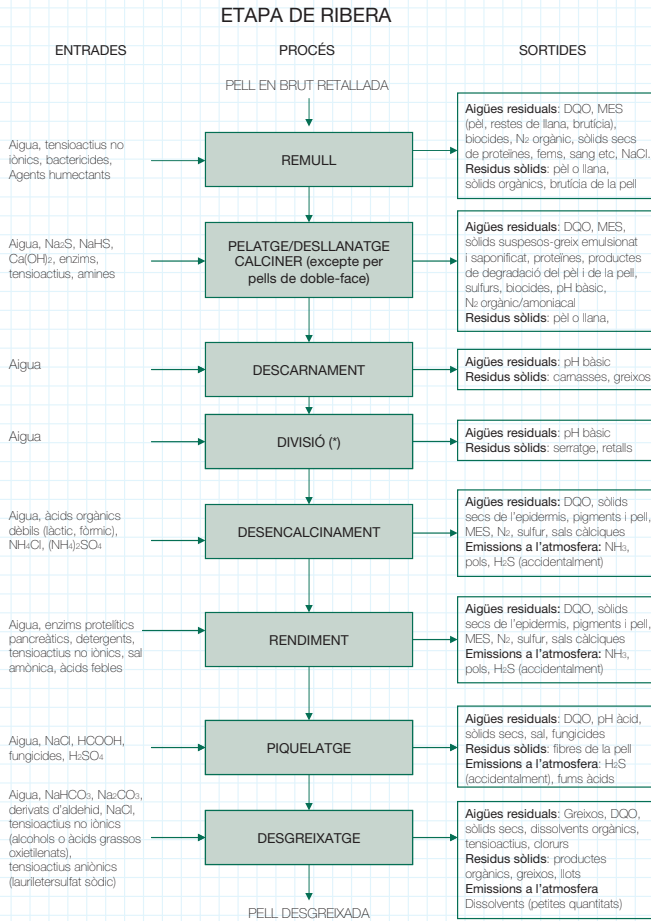 ETAPA DE RIBERA
ENTRADES
PROCÉS
SORTIDES
PELL EN BRUT RETALLADA
Aigua, tensioactius no
iònics, bactericides,
Agents humectants
REMULL
Aigües residuals: DQO, MES
(pèl, restes de llana, brutícia),
biocides, N₂ orgànic, sòlids secs
de proteïnes, fems, sang etc, NaCl.
Residus sòlids: pèl o llana,
sòlids orgànics, brutícia de la pell
Aigua, Na₂S, NaHS,
Ca(OH)₂, enzims,
tensioactius, amines
PELATGE/DESLLANATGE
CALCINER (excepte per
pells de doble-face)
Aigües residuals: DQO, MES,
sòlids suspesos-greix emulsionat
i saponificat, proteïnes, productes
de degradació del pèl i de la pell,
sulfurs, biocides, pH bàsic,
N₂ orgànic/amoniacal
Residus sòlids: pèl o llana,
Aigua
DESCARNAMENT
Aigües residuals: pH bàsic
Residus sòlids: carnasses, greixos
Aigua
DIVISIÓ (*)
Aigües residuals: pH bàsic
Residus sòlids: serratge, retalls
Aigua, àcids orgànics
dèbils (làctic, fòrmic),
NH₄Cl, (NH₄)₂SO₄
DESENCALCINAMENT
Aigües residuals: DQO, sòlids
secs de l'epidermis, pigments i pell,
MES, N₂, sulfur, sals càlciques
Emissions a l'atmosfera: NH₃,
pols, H₂S (accidentalment)
Aigua, enzims protelítics
pancreàtics, detergents,
tensioactius no iònics, sal
amònica, àcids febles
RENDIMENT
Aigües residuals: DQO, sòlids
secs de l'epidermis, pigments i pell,
MES, N₂, sulfur, sals càlciques
Emissions a l'atmosfera: NH₃,
pols, H₂S (accidentalment)
Aigua, NaCl, HCOOH,
fungicides, H₂SO₄
PIQUELATGE
Aigües residuals: DQO, pH àcid,
sòlids secs, sal, fungicides
Residus sòlids: fibres de la pell
Emissions a l'atmosfera: H₂S
(accidentalment), fums àcids
Aigua, NaHCO₃, Na₂CO₃,
derivats d'aldehid, NaCl,
tensioactius no iònics
(alcohols o àcids grassos
oxietilenats),
tensioactius aniònics
(lauriletersulfat sòdic)
DESGREIXATGE
Aigües residuals: Greixos, DQO,
sòlids secs, dissolvents orgànics,
tensioactius, clorurs
Residus sòlids: productes
orgànics, greixos, llots
Emissions a l'atmosfera
Dissolvents (petites quantitats)
PELL DESGREIXADA